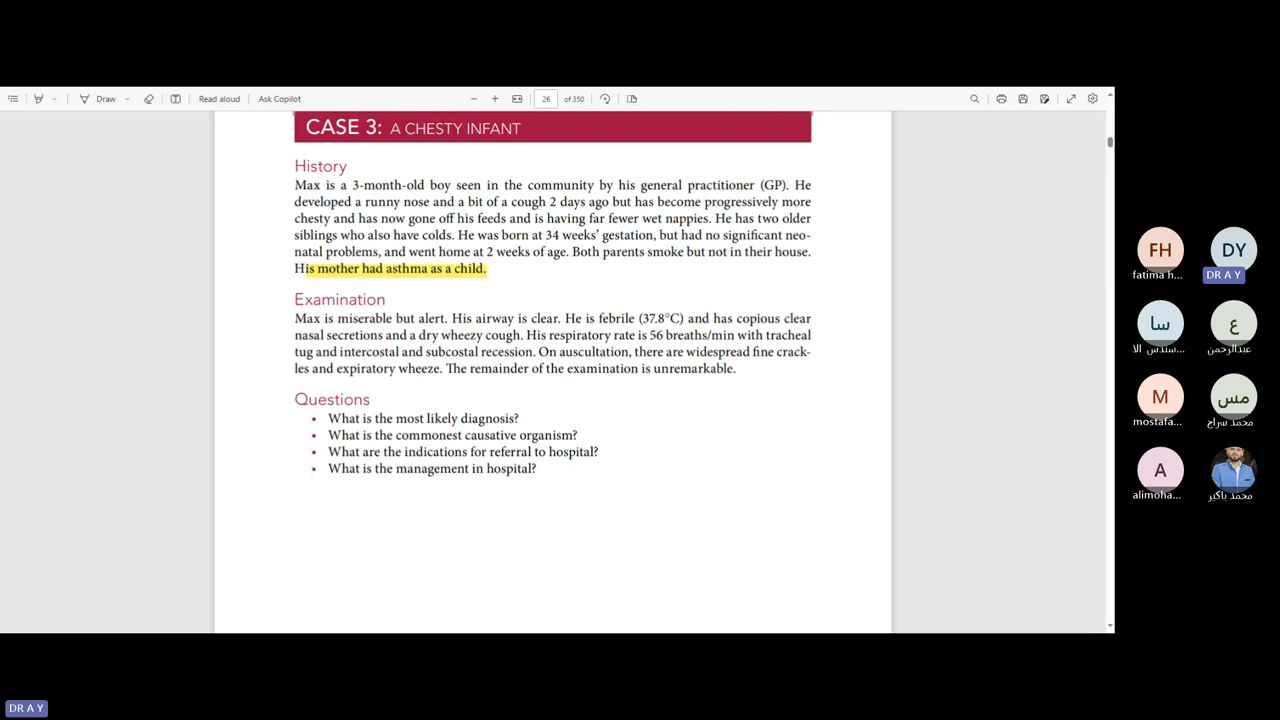 Draw
Read aloud
Ask Copilot
26
of 350
CASE 3: A CHESTY INFANT
History
Max is a 3-month-old boy seen in the community by his general practitioner (GP). He
developed a runny nose and a bit of a cough 2 days ago but has become progressively more
chesty and has now gone off his feeds and is having far fewer wet nappies. He has two older
siblings who also have colds. He was born at 34 weeks’ gestation, but had no significant neo-
natal problems, and went home at 2 weeks of age. Both parents smoke but not in their house.
His mother had asthma as a child.
Examination
Max is miserable but alert. His airway is clear. He is febrile (37.8°C) and has copious clear
nasal secretions and a dry wheezy cough. His respiratory rate is 56 breaths/min with tracheal
tug and intercostal and subcostal recession. On auscultation, there are widespread fine crack-
les and expiratory wheeze. The remainder of the examination is unremarkable.
Questions
• What is the most likely diagnosis?
• What is the commonest causative organism?
• What are the indications for referral to hospital?
• What is the management in hospital?
FH
DY
fatima h...
DR A Y
سا
ع
سندس الا...
عبدالرحمن
M
مس
mostafa...
محمد سراج
A
alimoha...
محمد باكير
DR A Y